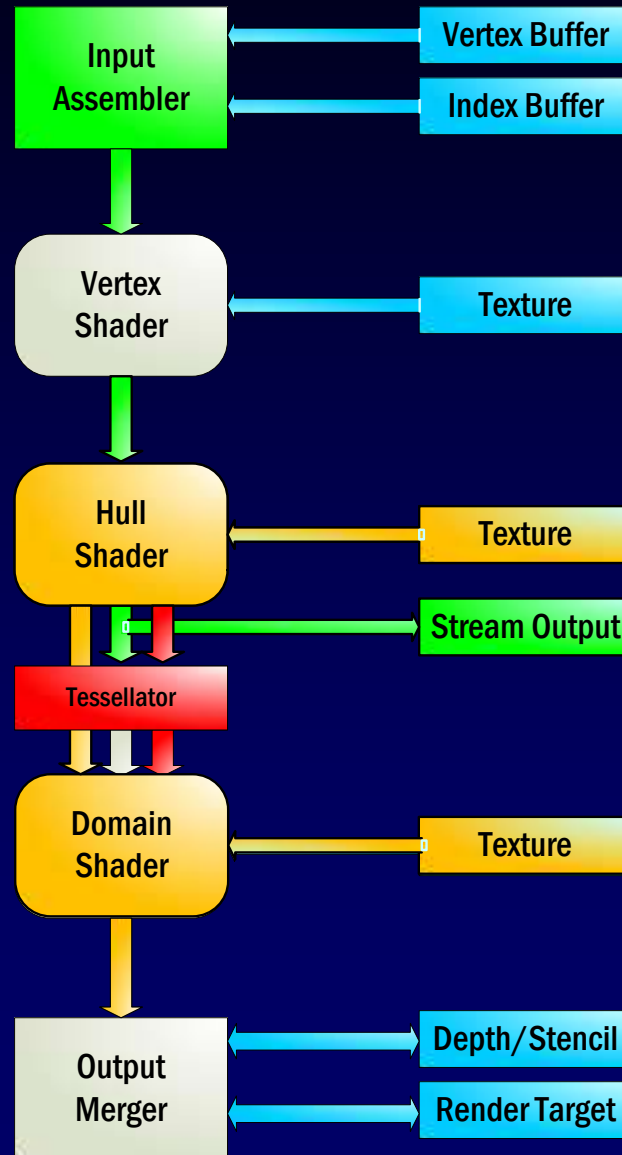 Input
Assembler
Vertex Buffer
Index Buffer
Vertex
Shader
Texture
Hull
Shader
Texture
Stream Output
Tessellator
Domain
Shader
Texture
Output
Merger
Depth/Stencil
Render Target